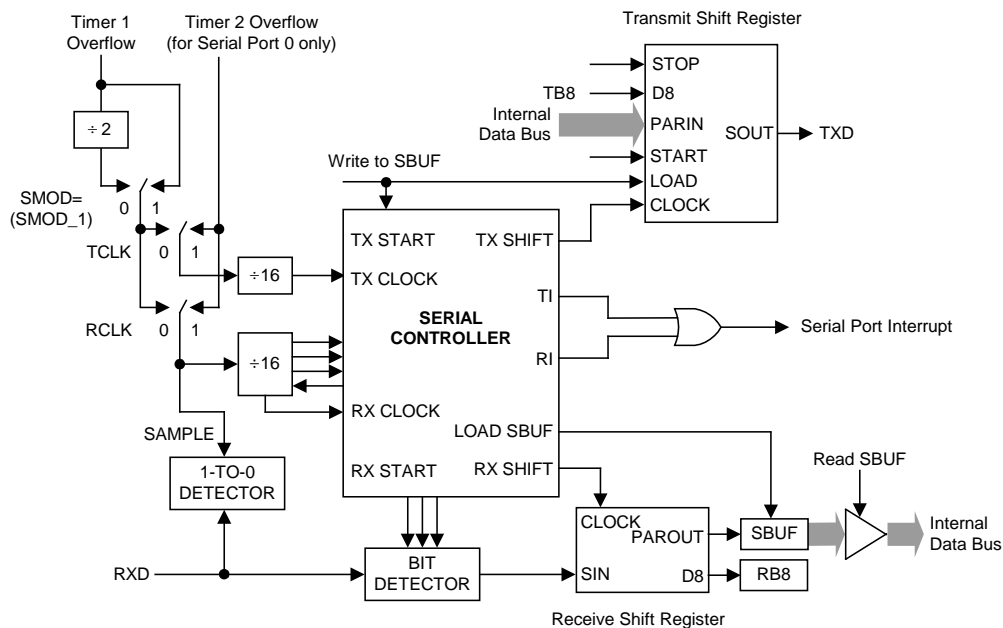 Timer 1
Overflow
Timer 2 Overflow
(for Serial Port 0 only)
Transmit Shift Register
÷ 2
STOP
TB8
D8
Internal
Data Bus
PARIN
SOUT
TXD
START
Write to SBUF
LOAD
CLOCK
SMOD=
(SMOD_1)
0
1
TX START
TX SHIFT
TCLK
0
1
÷16
TX CLOCK
TI
SERIAL
CONTROLLER
Serial Port Interrupt
RCLK
0
1
RI
÷16
RX CLOCK
SAMPLE
LOAD SBUF
1-TO-0
DETECTOR
RX START
RX SHIFT
Read SBUF
CLOCK
PAROUT
SBUF
Internal
Data Bus
RXD
BIT
DETECTOR
SIN
D8
RB8
Receive Shift Register